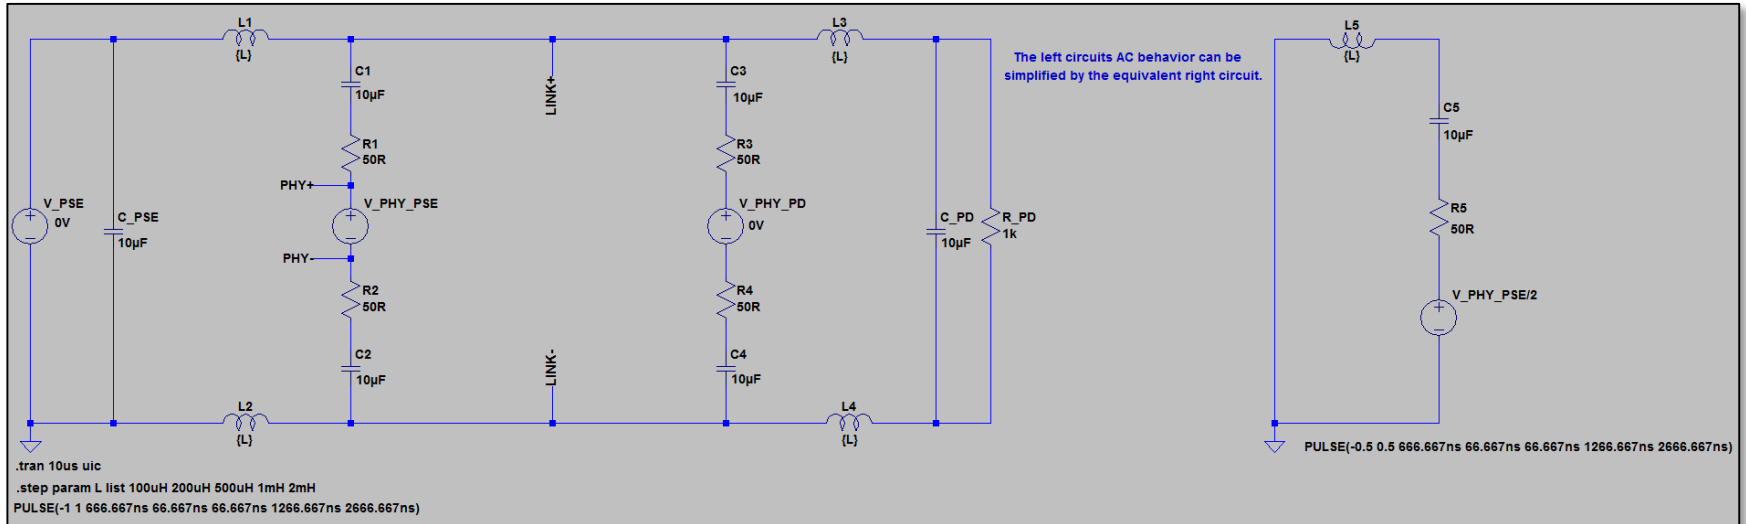 L1
{L}
L3
{L}
L5
{L}
The left circuits AC behavior can be
simplified by the equivalent right circuit.
C1
10µF
LINK+
C3
10µF
C5
10µF
R1
50R
R3
50R
PHY+
V_PSE
0V
C_PSE
10µF
V_PHY_PSE
V_PHY_PD
0V
C_PD
10µF
R_PD
1k
R5
50R
PHY-
R2
50R
R4
50R
V_PHY_PSE/2
C2
10µF
LINK-
C4
10µF
L2
{L}
L4
{L}
PULSE(-0.5 0.5 666.667ns 66.667ns 66.667ns 1266.667ns 2666.667ns)
.tran 10us uic
.step param L list 100uH 200uH 500uH 1mH 2mH
PULSE(-1 1 666.667ns 66.667ns 66.667ns 1266.667ns 2666.667ns)